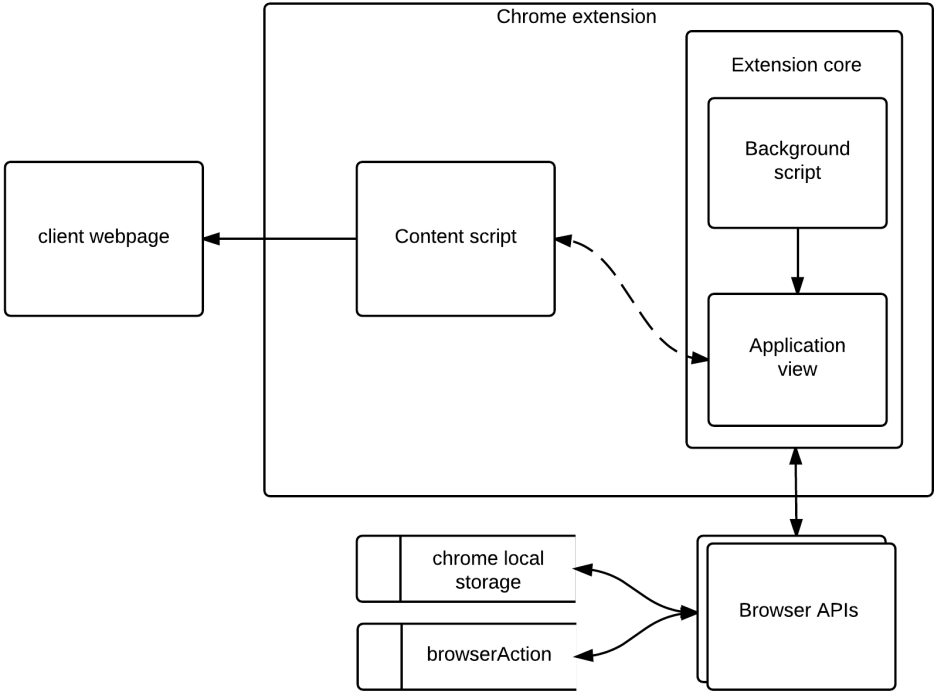 Chrome extension
Extension core
Background
script
client webpage
Content script
Application
view
chrome local
storage
Browser APIs
browserAction